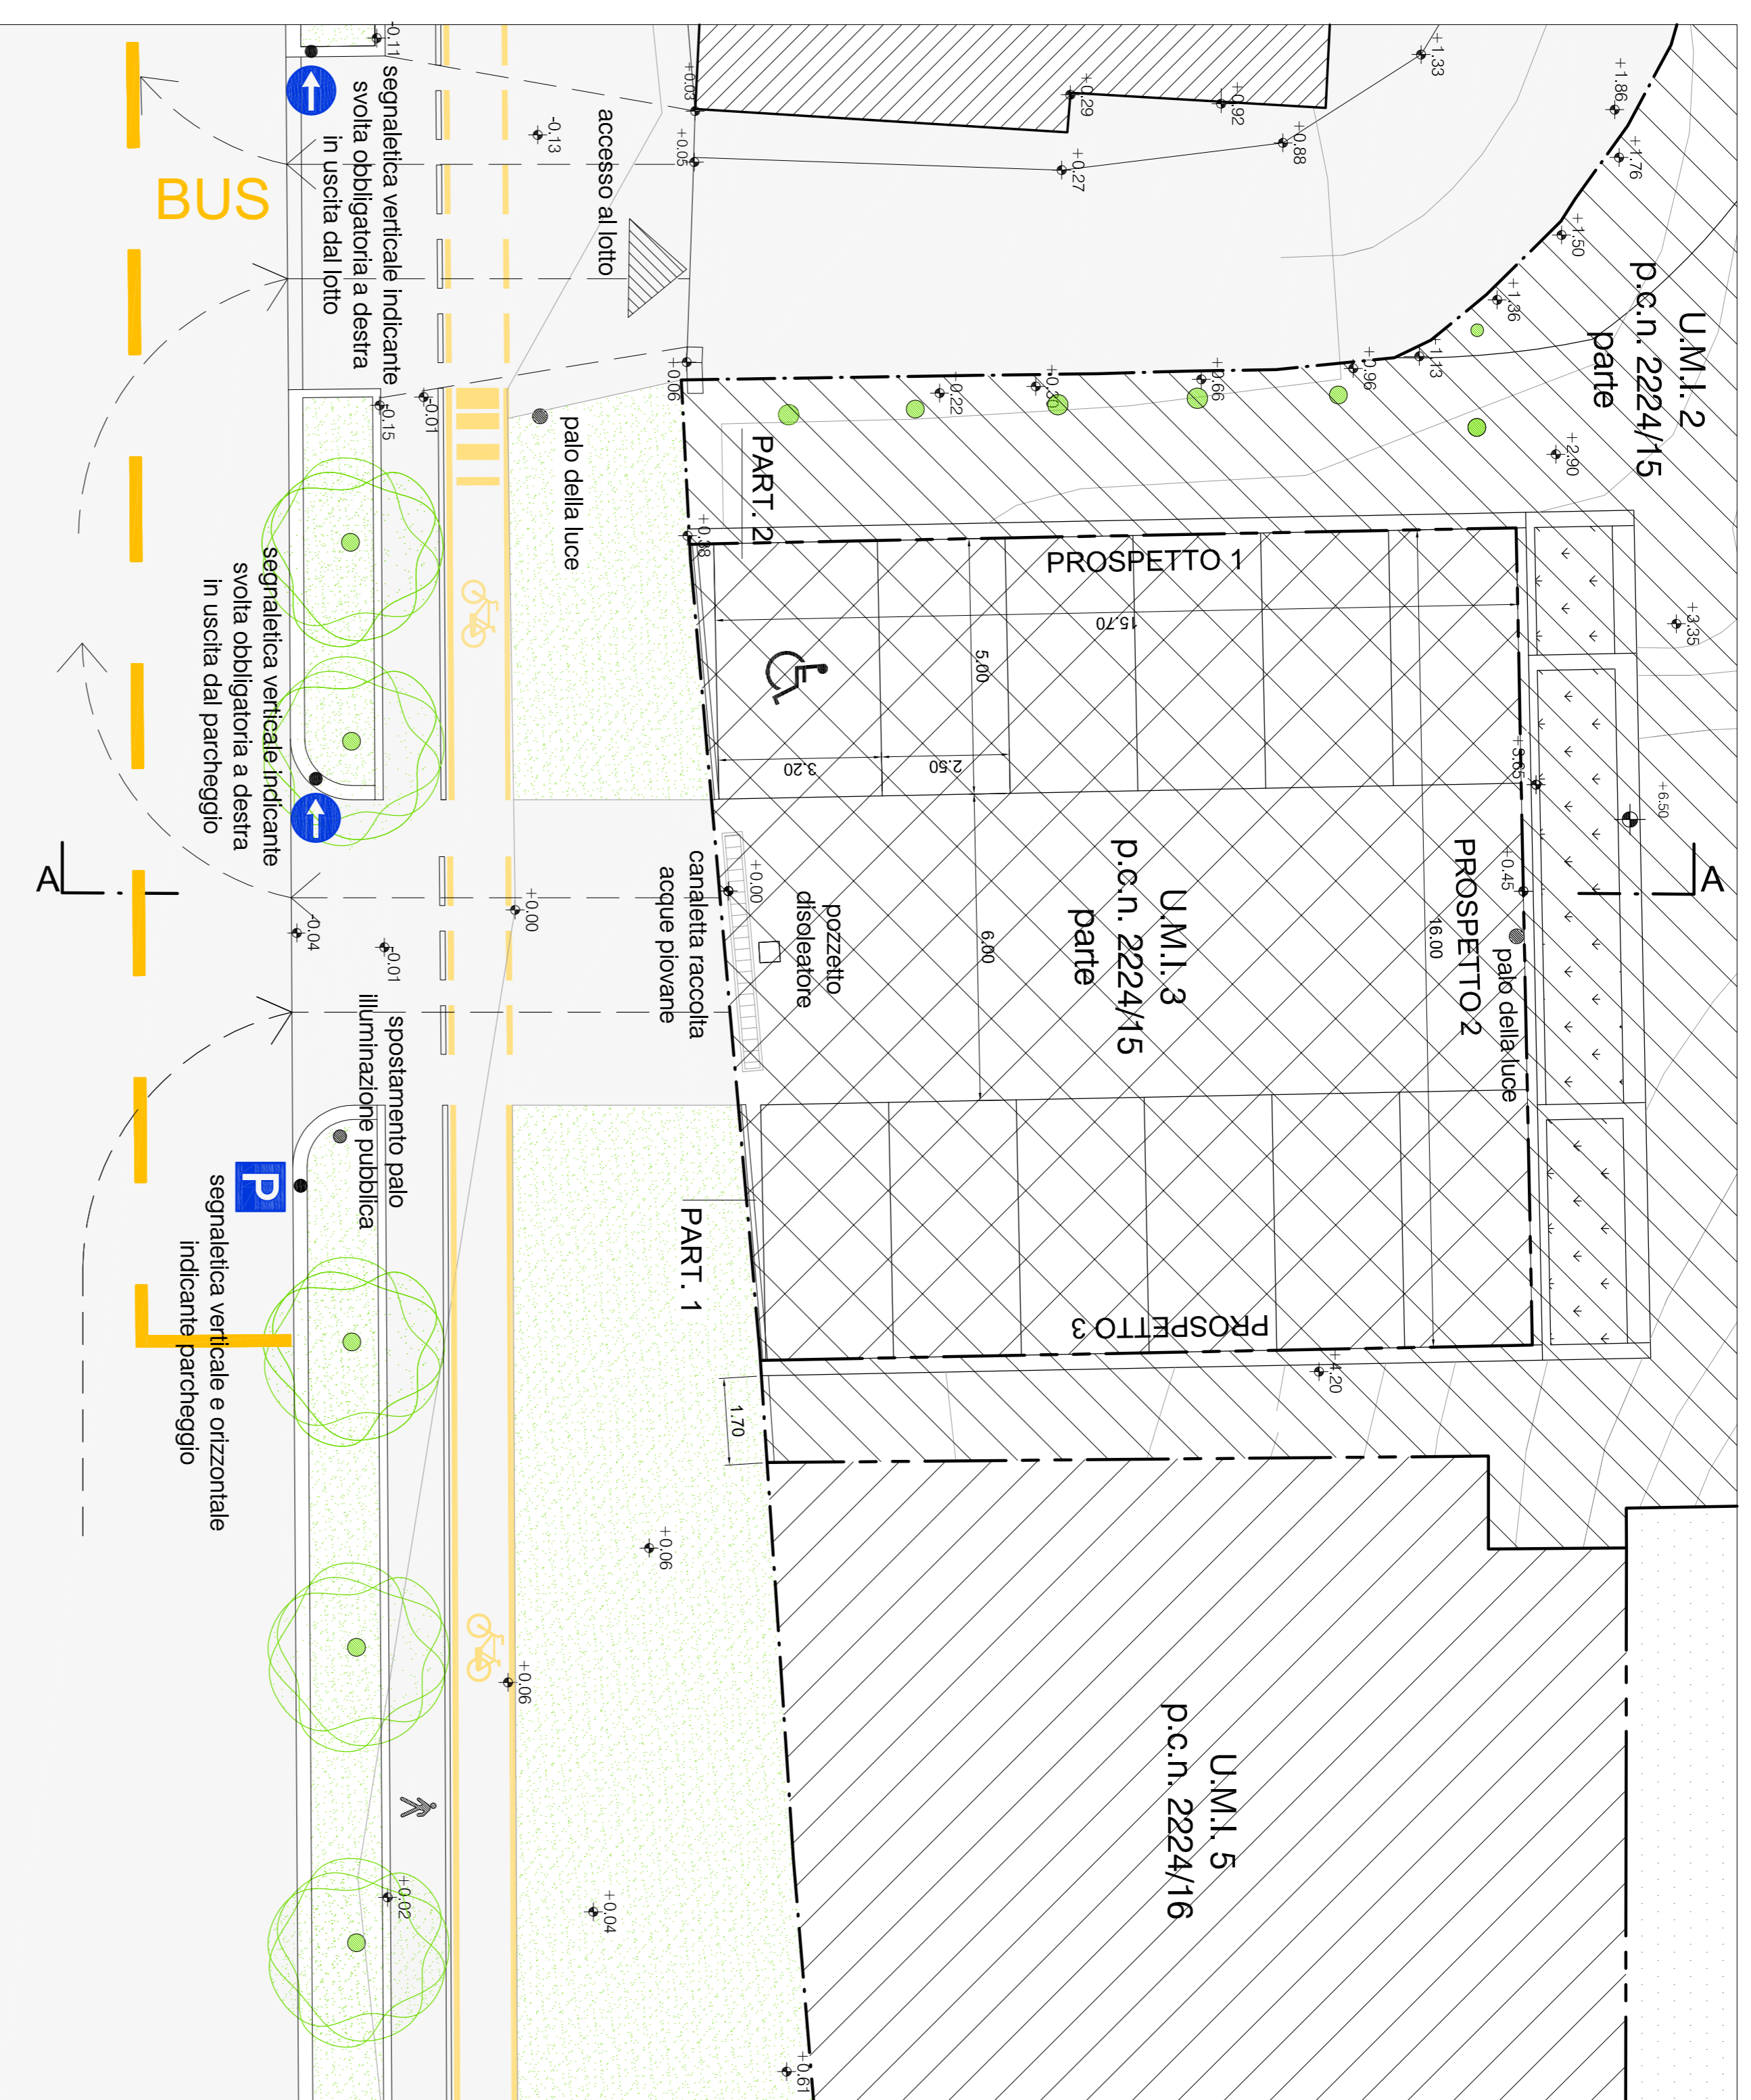 U.M.I. 2
p.c.n. 2224/15
parte
+1.86
+1.76
+1.50
+1.36
+1.13
+0.96
+1.33
+0.92
+0.88
+0.29
+0.27
+0.03
+0.05
+0.06
+0.66
+0.30
+0.22
+2.90
+3.35
-0.11
-0.13
-0.15
-0.01
accesso al lotto
segnaletica verticale indicante
svolta obbligatoria a destra
in uscita dal lotto
BUS
palo della luce
PART. 2
+0.38
PROSPETTO 1
15.70
5.00
3.20
2.50
+3.65
+6.50
A
PROSPETTO 2
+0.45
palo della luce
16.00
U.M.I. 3
p.c.n. 2224/15
parte
6.00
pozzetto
disoleatore
+0.00
canaletta raccolta
acque piovane
+0.00
segnaletica verticale indicante
svolta obbligatoria a destra
in uscita dal parcheggio
A
-0.04
-0.01
spostamento palo
illuminazione pubblica
P
segnaletica verticale e orizzontale
indicante parcheggio
PART. 1
PROSPETTO 3
+4.20
1.70
+0.06
+0.06
U.M.I. 5
p.c.n. 2224/16
+0.02
+0.04
+0.61